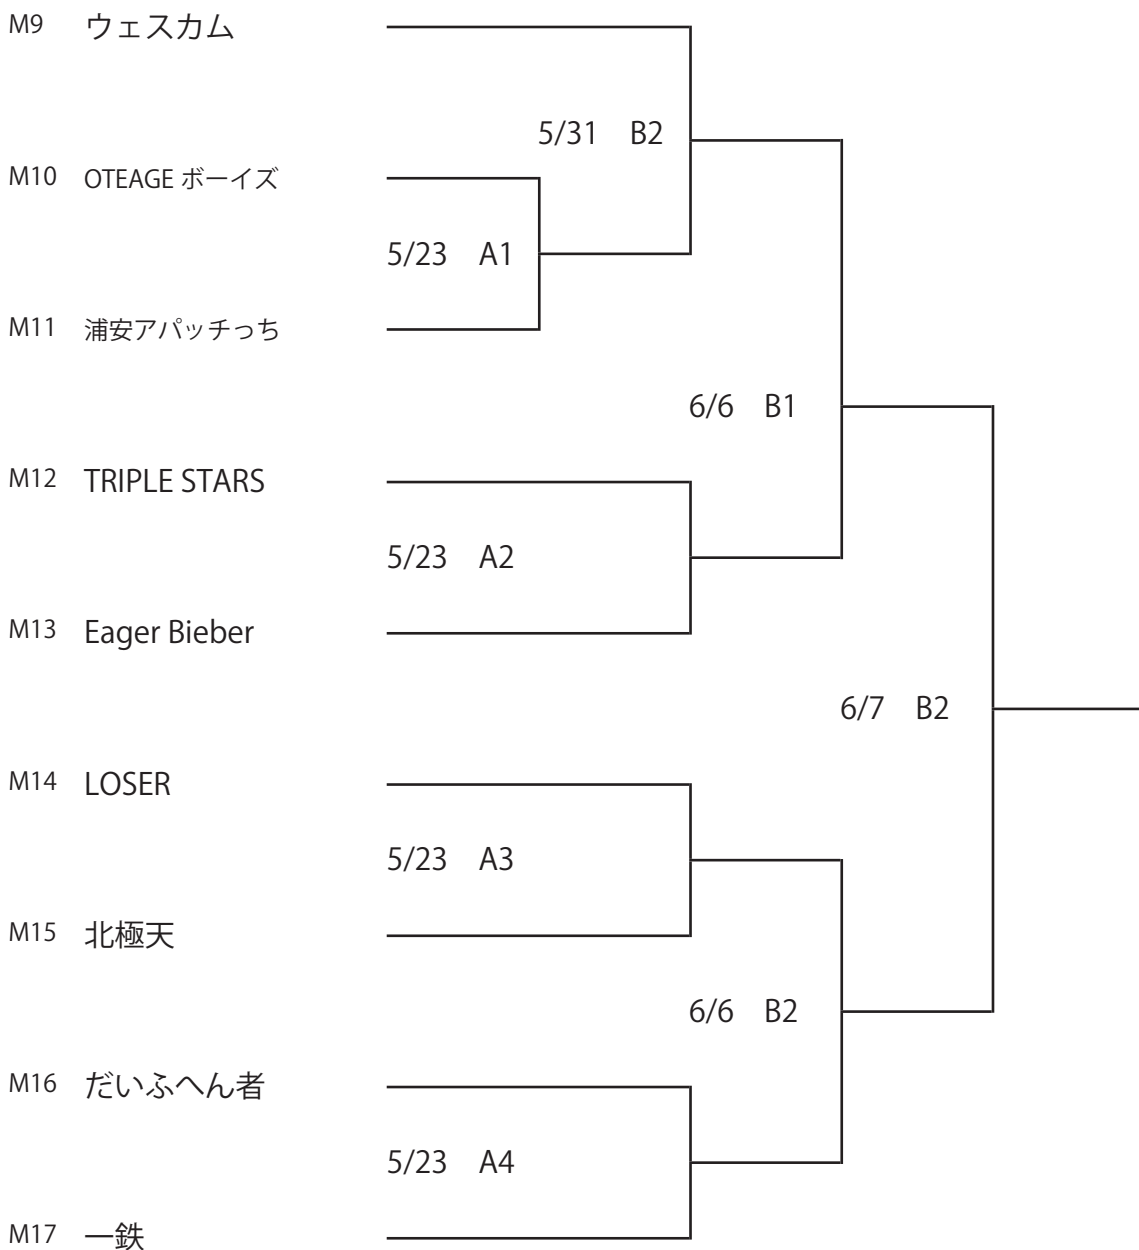 M9 ウェスカム
5/31 B2
M10 OTEAGE ボーイズ
5/23 A1
M11 浦安アパッチっち
6/6 B1
M12 TRIPLE STARS
5/23 A2
M13 Eager Bieber
6/7 B2
M14 LOSER
5/23 A3
M15 北極天
6/6 B2
M16 だいふへん者
5/23 A4
M17 一鉄